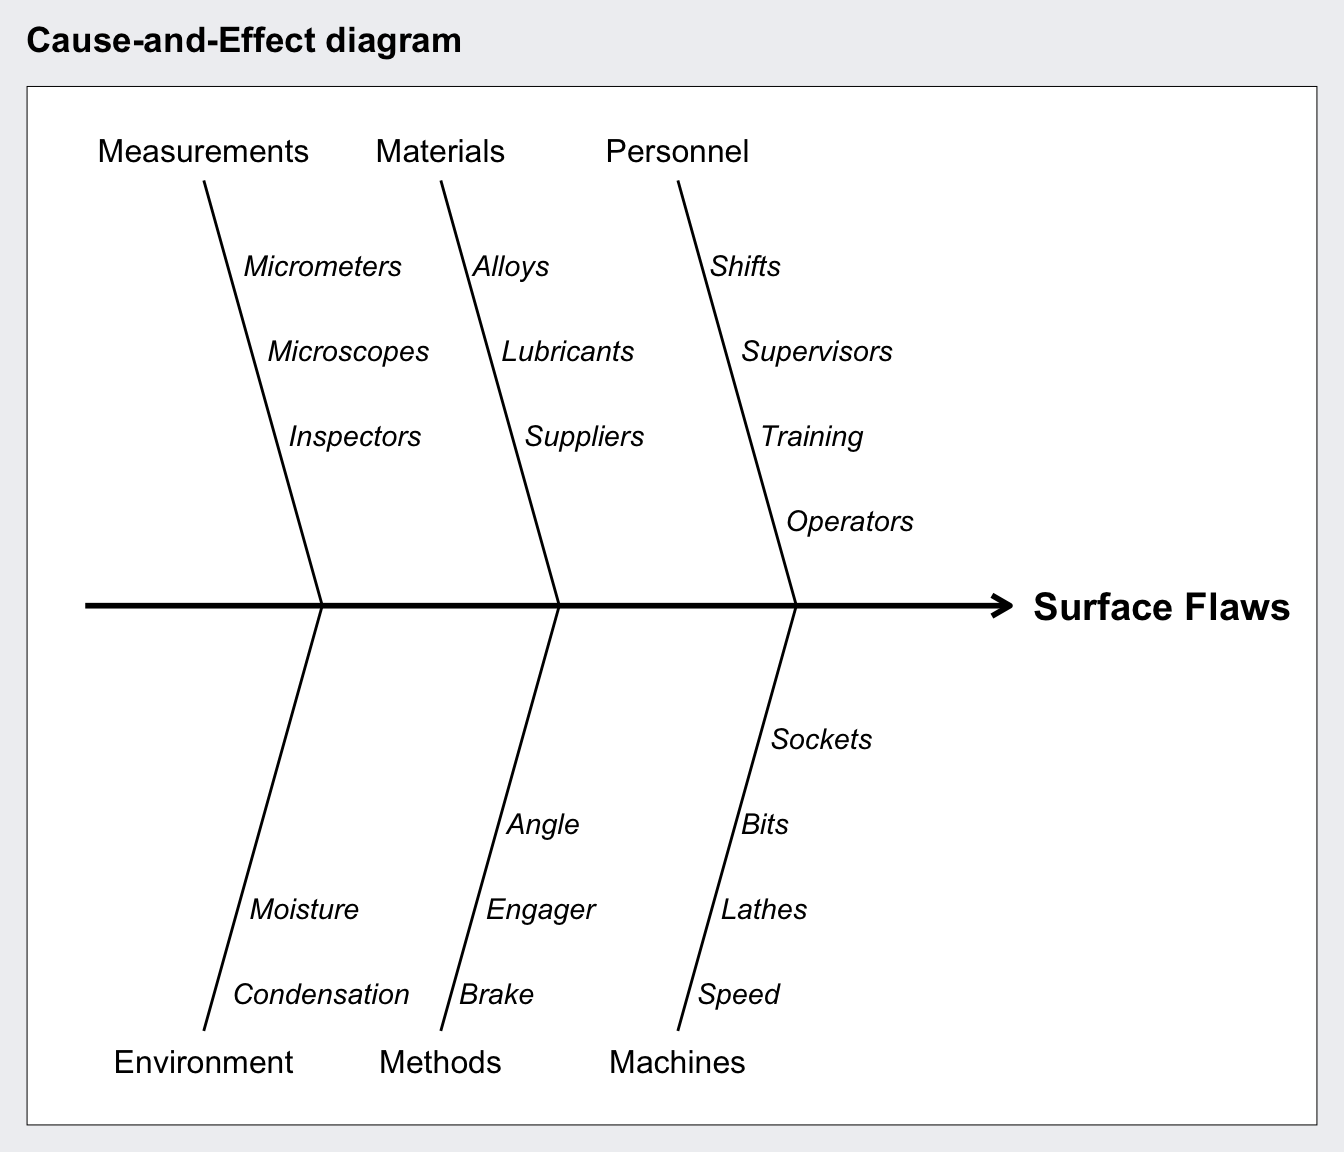 Cause-and-Effect diagram
Measurements
Materials
Personnel
Micrometers
Alloys
Shifts
Microscopes
Lubricants
Supervisors
Inspectors
Suppliers
Training
Operators
Surface Flaws
Sockets
Angle
Bits
Moisture
Engager
Lathes
Condensation
Brake
Speed
Environment
Methods
Machines